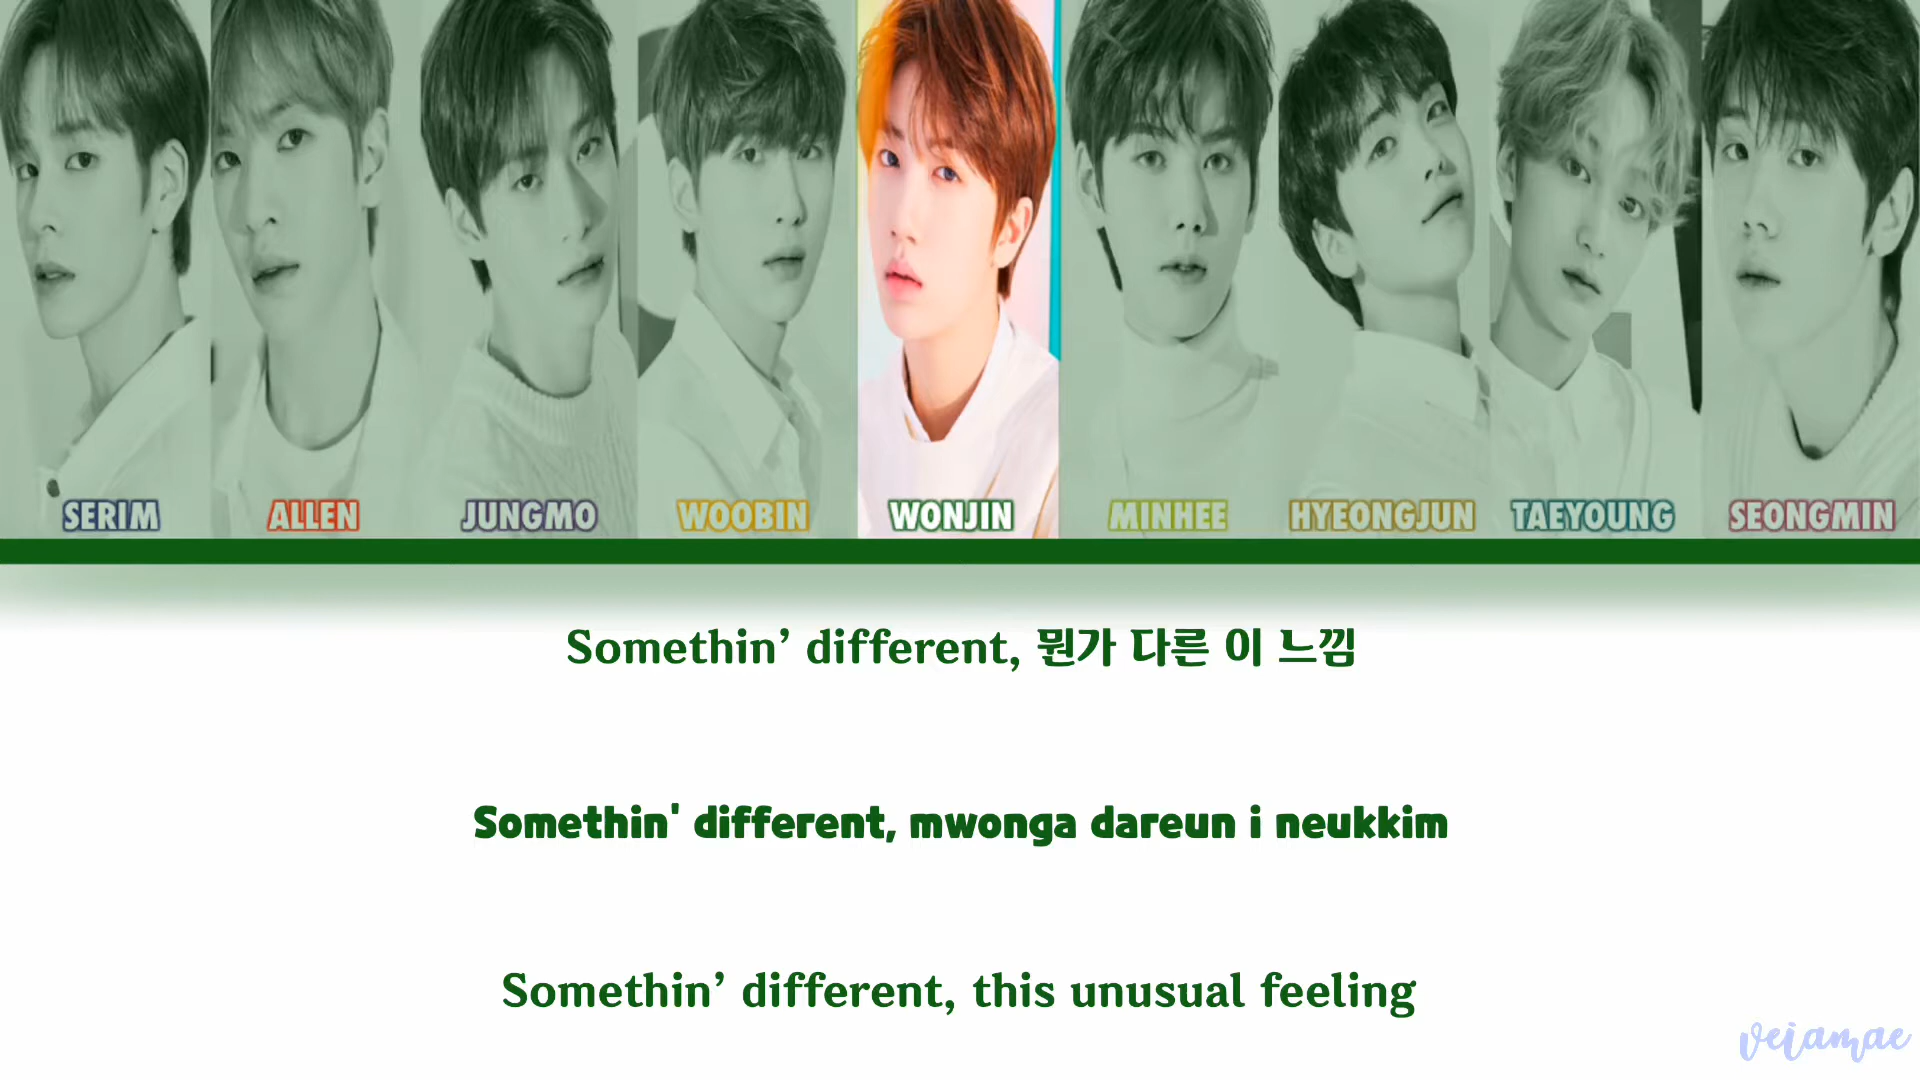 SERIM ALLEN JUNGMO WOOBIN WONJIN MINHEE HYEONGJUN TAEYOUNG SEONGMIN
Somethin’ different, 뭔가 다른 이 느낌
Somethin' different, mwonga dareun i neukkim
Somethin’ different, this unusual feeling
veiamae